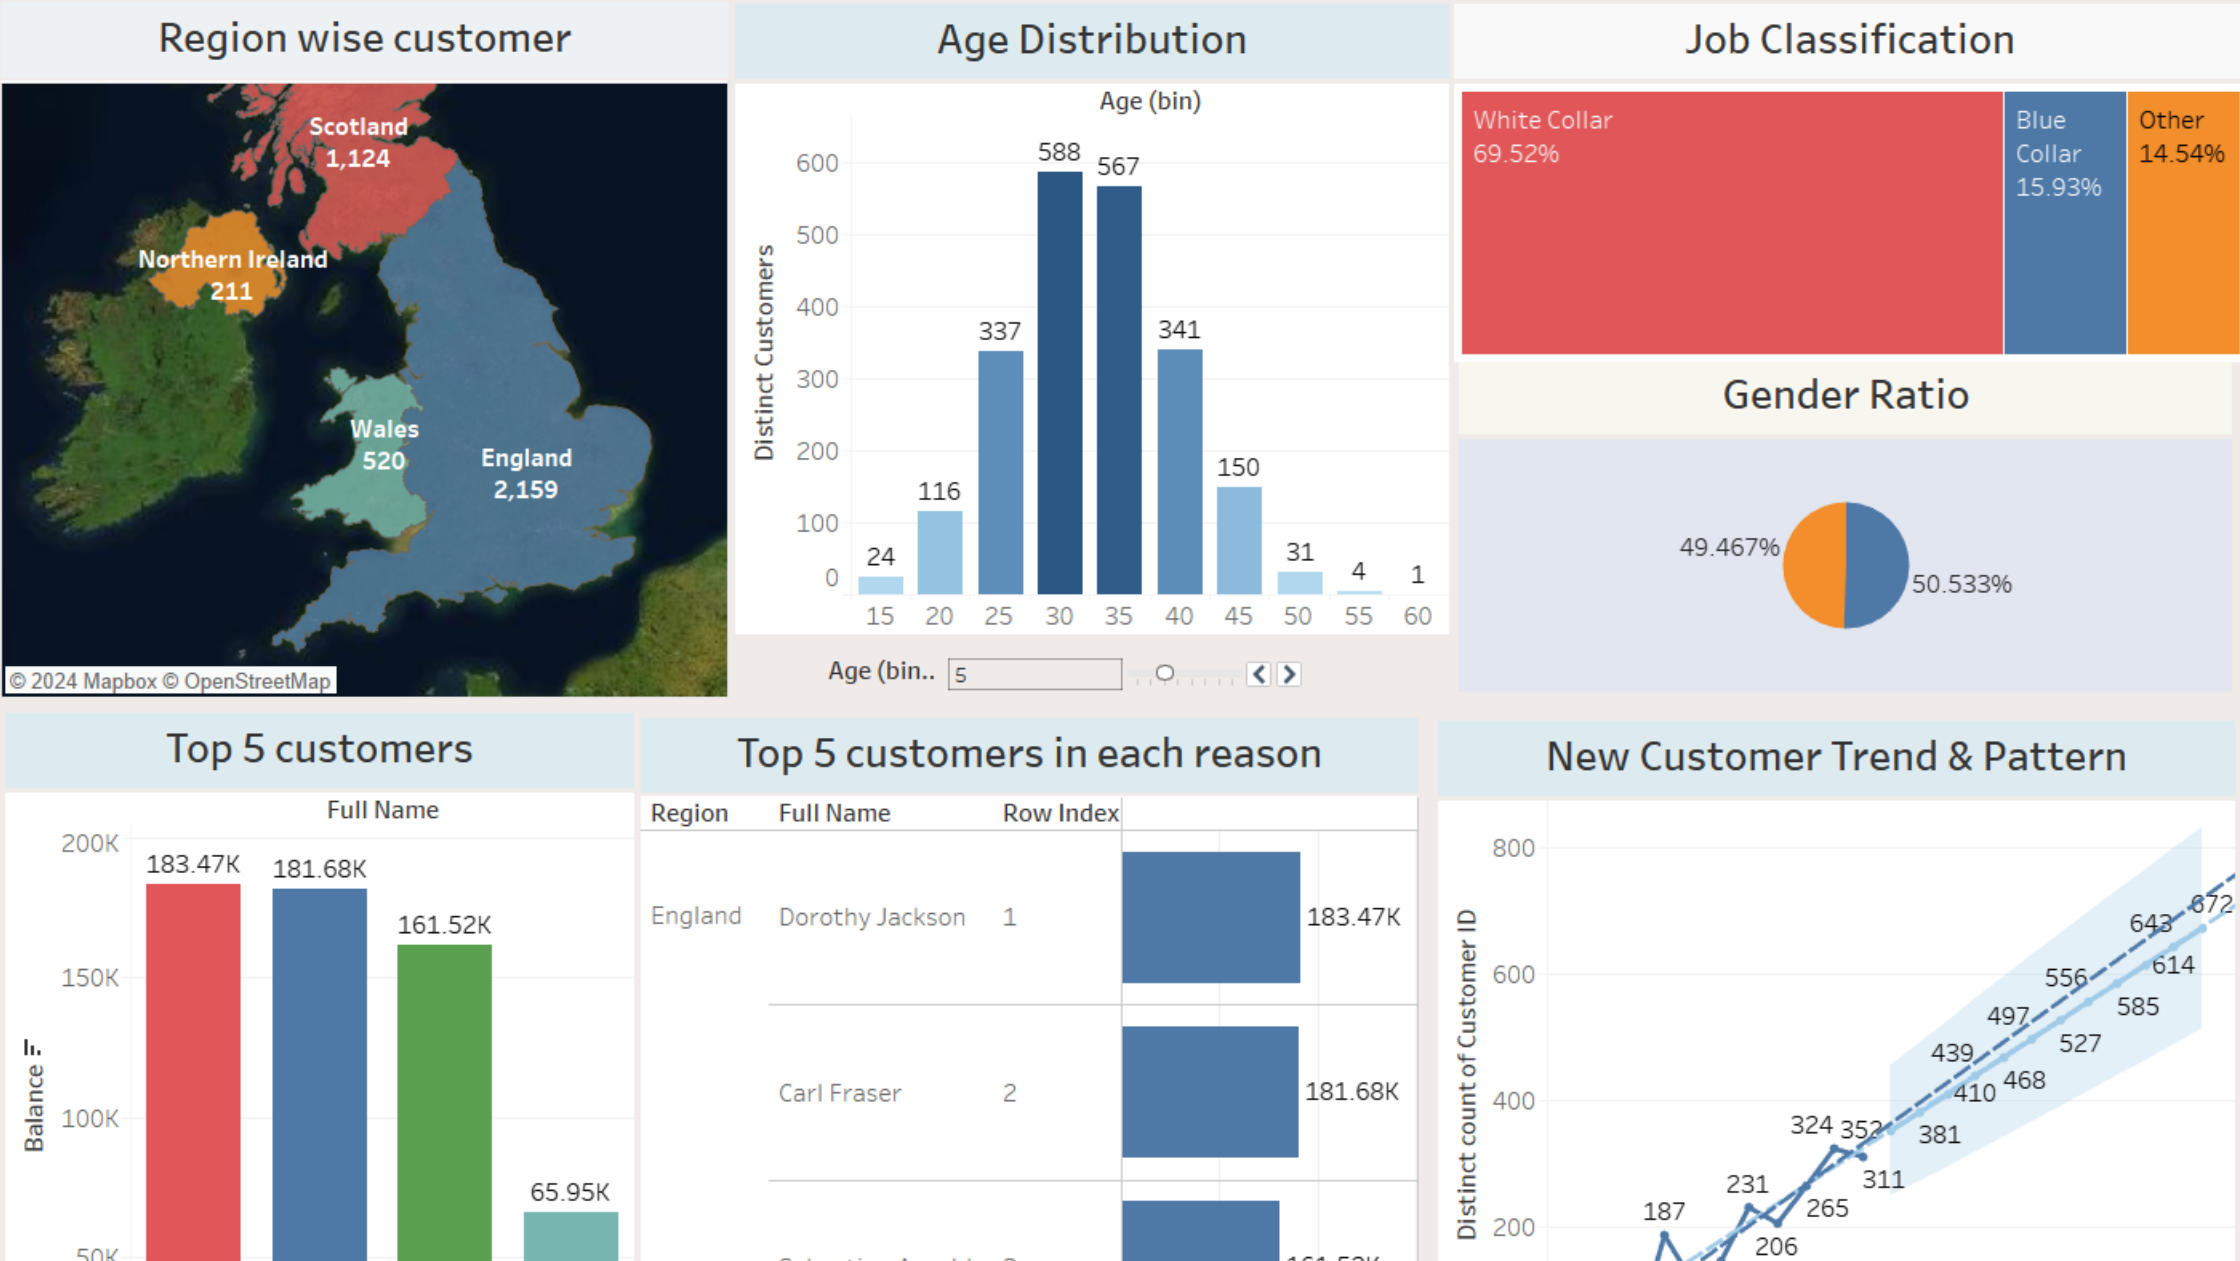 Region wise customer
Scotland
1,124
Northern Ireland
211
Wales
520
England
2,159
© 2024 Mapbox © OpenStreetMap
Age Distribution
Age (bin)
Distinct Customers
600
500
400
300
200
100
0
24
116
337
588
567
341
150
31
4
1
15 20 25 30 35 40 45 50 55 60
Age (bin..
5
Job Classification
White Collar
69.52%
Blue
Collar
15.93%
Other
14.54%
Gender Ratio
49.467%
50.533%
Top 5 customers
Full Name
Balance
200K
150K
100K
50K
183.47K
181.68K
161.52K
65.95K
Top 5 customers in each reason
Region Full Name Row Index
England Dorothy Jackson 1 183.47K
Carl Fraser 2 181.68K
161.52K
New Customer Trend & Pattern
Distinct count of Customer ID
800
600
400
200
187
231
206
265
324
352
311
381
439
410
497
468
527
556
585
643
614
672